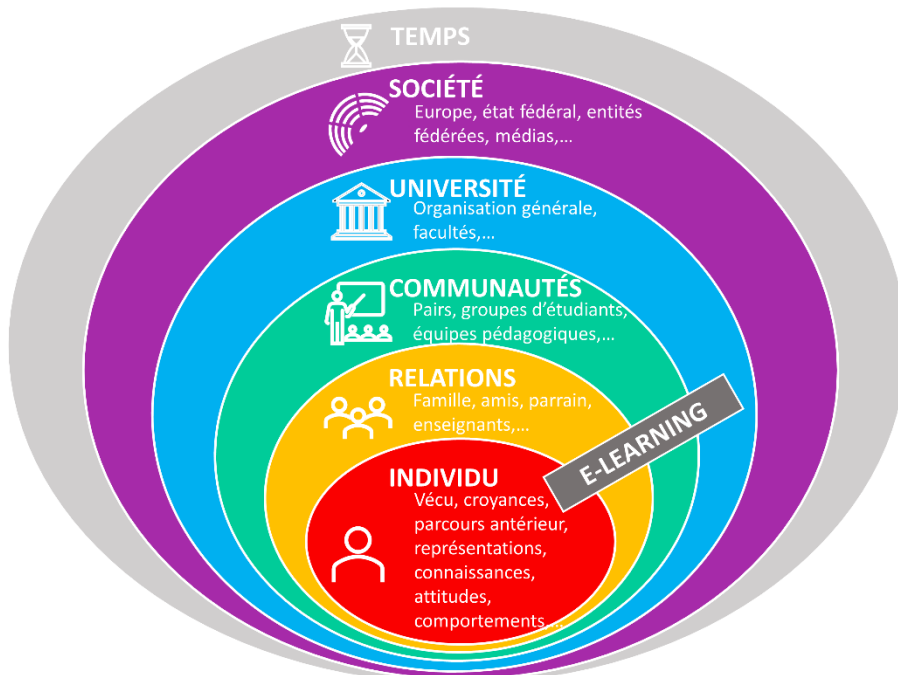 TEMPS
SOCIÉTÉ
Europe, état fédéral, entités
fédérées, médias,…
UNIVERSITÉ
Organisation générale,
facultés,…
COMMUNAUTÉS
Pairs, groupes d’étudiants,
équipes pédagogiques,…
RELATIONS
Famille, amis, parrain,
enseignants,…
E-LEARNING
INDIVIDU
Vécu, croyances,
parcours antérieur,
représentations,
connaissances,
attitudes,
comportements,…